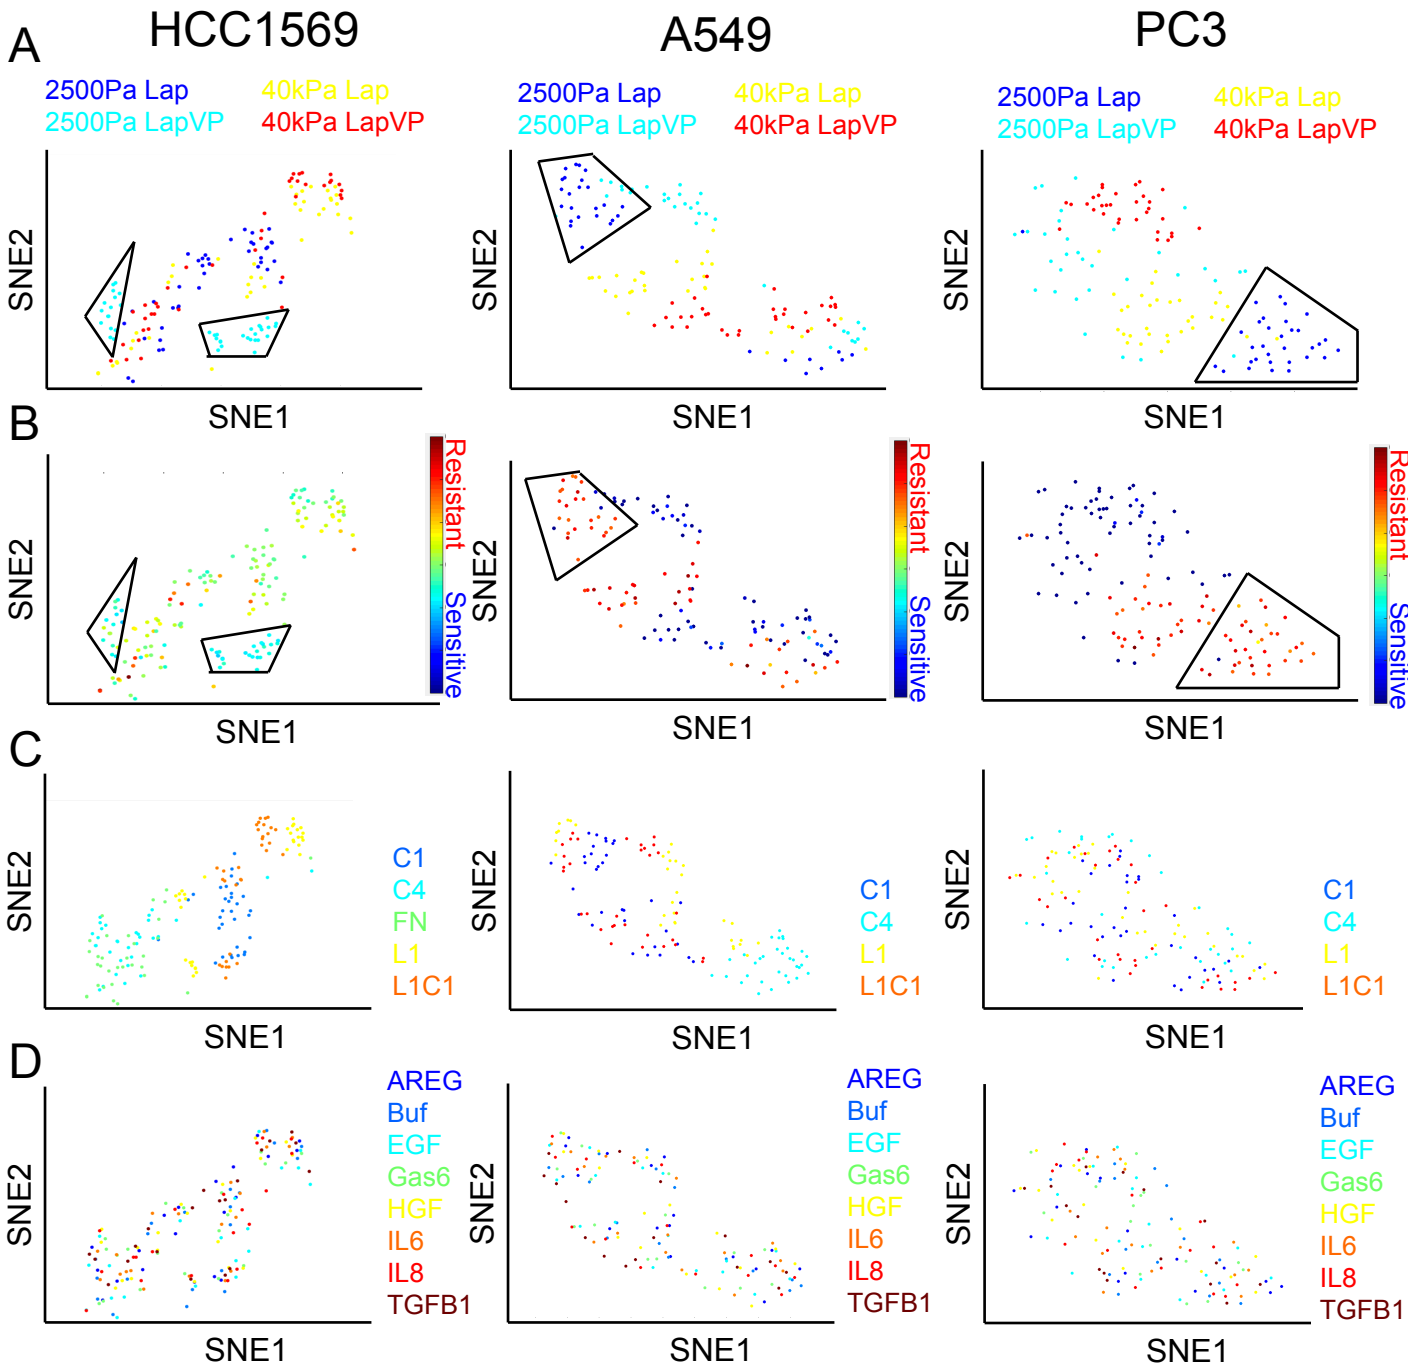 A
HCC1569
A549
PC3
2500Pa Lap
40kPa Lap
2500Pa LapVP
40kPa LapVP
2500Pa Lap
40kPa Lap
2500Pa LapVP
40kPa LapVP
2500Pa Lap
40kPa Lap
2500Pa LapVP
40kPa LapVP
SNE2
SNE1
SNE2
SNE1
SNE2
SNE1
B
SNE2
SNE1
Resistant
Sensitive
SNE2
SNE1
Resistant
Sensitive
SNE2
SNE1
Resistant
Sensitive
C
SNE2
SNE1
C1
C4
FN
L1
L1C1
SNE2
SNE1
C1
C4
L1
L1C1
SNE2
SNE1
C1
C4
L1
L1C1
D
SNE2
SNE1
AREG
Buf
EGF
Gas6
HGF
IL6
IL8
TGFB1
SNE2
SNE1
AREG
Buf
EGF
Gas6
HGF
IL6
IL8
TGFB1
SNE2
SNE1
AREG
Buf
EGF
Gas6
HGF
IL6
IL8
TGFB1